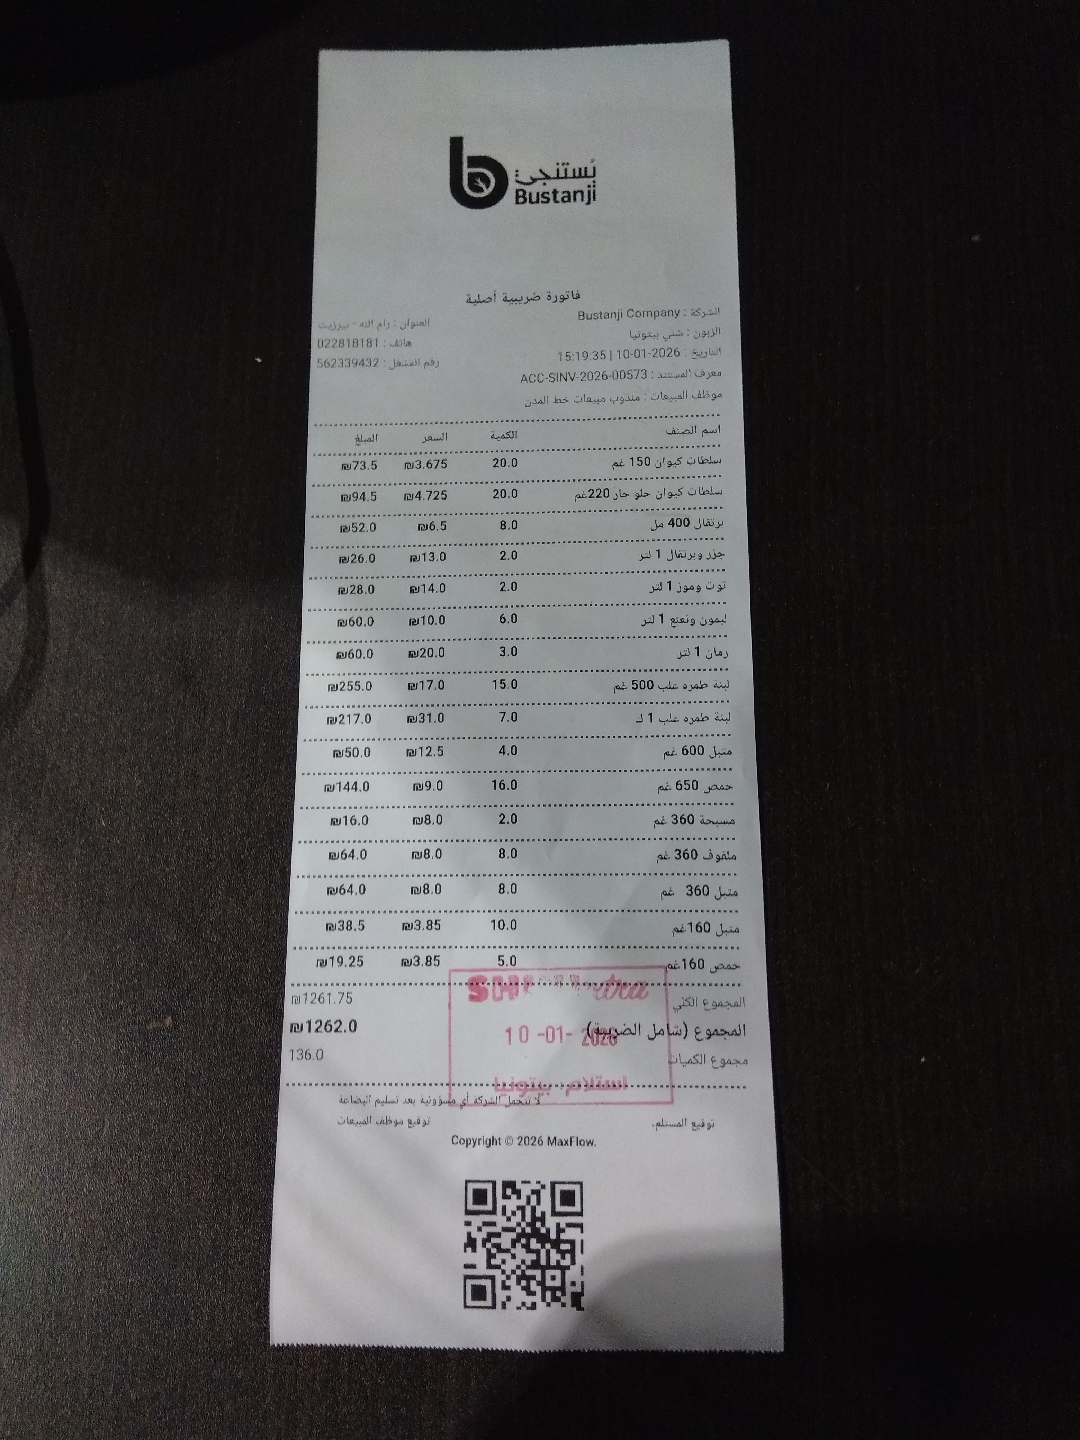 بُستنجي
Bustanji
فاتورة ضريبية أصلية
الشركة : Bustanji Company
العنوان : رام الله - بيرزيت
الزبون : شني بيتونيا
هاتف : 022818181
التاريخ : 10-01-2026 | 15:19:35
رقم المشغل : 562339432
معرف المستند : ACC-SINV-2026-00573
موظف المبيعات : مندوب مبيعات خط المدن
اسم الصنف الكمية السعر المبلغ
سلطات كيوان 150 غم 20.0 ₪3.675 ₪73.5
سلطات كيوان حلو حار 220غم 20.0 ₪4.725 ₪94.5
برتقال 400 مل 8.0 ₪6.5 ₪52.0
جزر وبرتقال 1 لتر 2.0 ₪13.0 ₪26.0
توت وموز 1 لتر 2.0 ₪14.0 ₪28.0
ليمون ونعنع 1 لتر 6.0 ₪10.0 ₪60.0
رمان 1 لتر 3.0 ₪20.0 ₪60.0
لبنة طمره علب 500 غم 15.0 ₪17.0 ₪255.0
لبنة طمره علب 1 ك 7.0 ₪31.0 ₪217.0
متبل 600 غم 4.0 ₪12.5 ₪50.0
حمص 650 غم 16.0 ₪9.0 ₪144.0
مسبحة 360 غم 2.0 ₪8.0 ₪16.0
ملفوف 360 غم 8.0 ₪8.0 ₪64.0
متبل 360 غم 8.0 ₪8.0 ₪64.0
متبل 160غم 10.0 ₪3.85 ₪38.5
حمص 160غم 5.0 ₪3.85 ₪19.25
المجموع الكلي ₪1261.75
المجموع (شامل الضريبة) ₪1262.0
10 -01- 2026
مجموع الكميات 136.0
استلام بيتونيا
لا تتحمل الشركة أي مسؤونية بعد تسليم البضاعة
توقيع المستلم. توقيع موظف المبيعات
Copyright © 2026 MaxFlow.